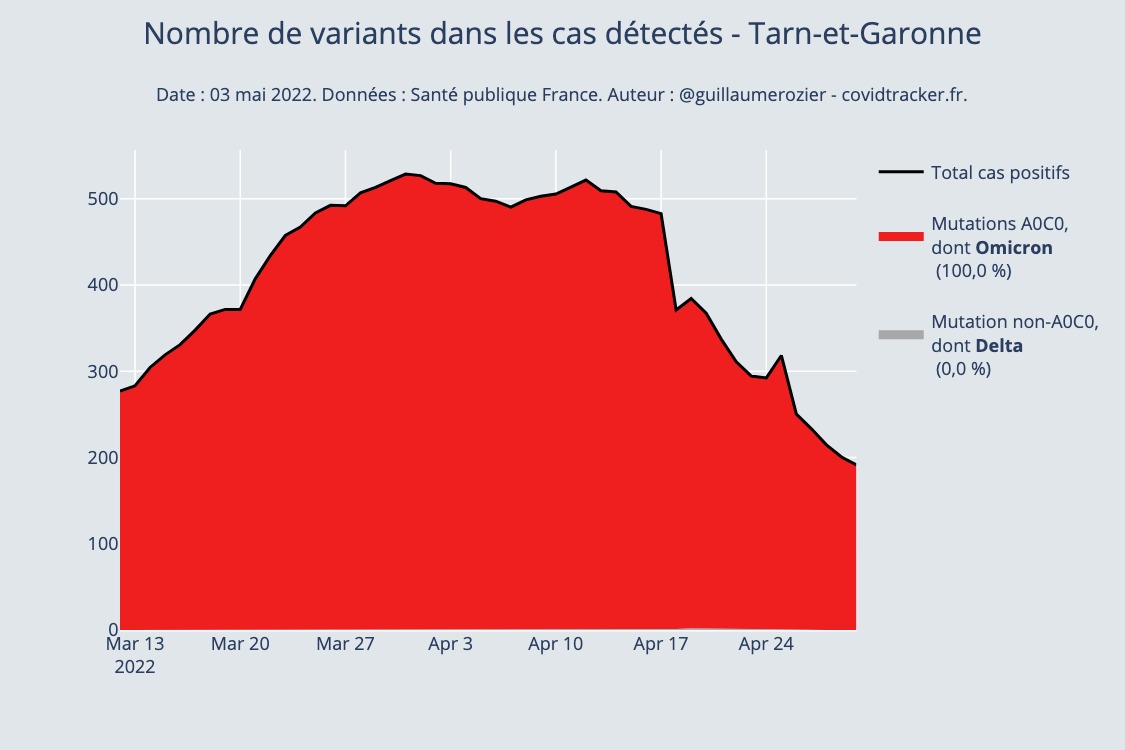 Nombre de variants dans les cas détectés - Tarn-et-Garonne
Date : 03 mai 2022. Données : Santé publique France. Auteur : @guillaumerozier - covidtracker.fr.
500
400
300
200
100
0
Mar 13
2022
Mar 20
Mar 27
Apr 3
Apr 10
Apr 17
Apr 24
Total cas positifs
Mutations A0C0,
dont Omicron
(100,0 %)
Mutation non-A0C0,
dont Delta
(0,0 %)